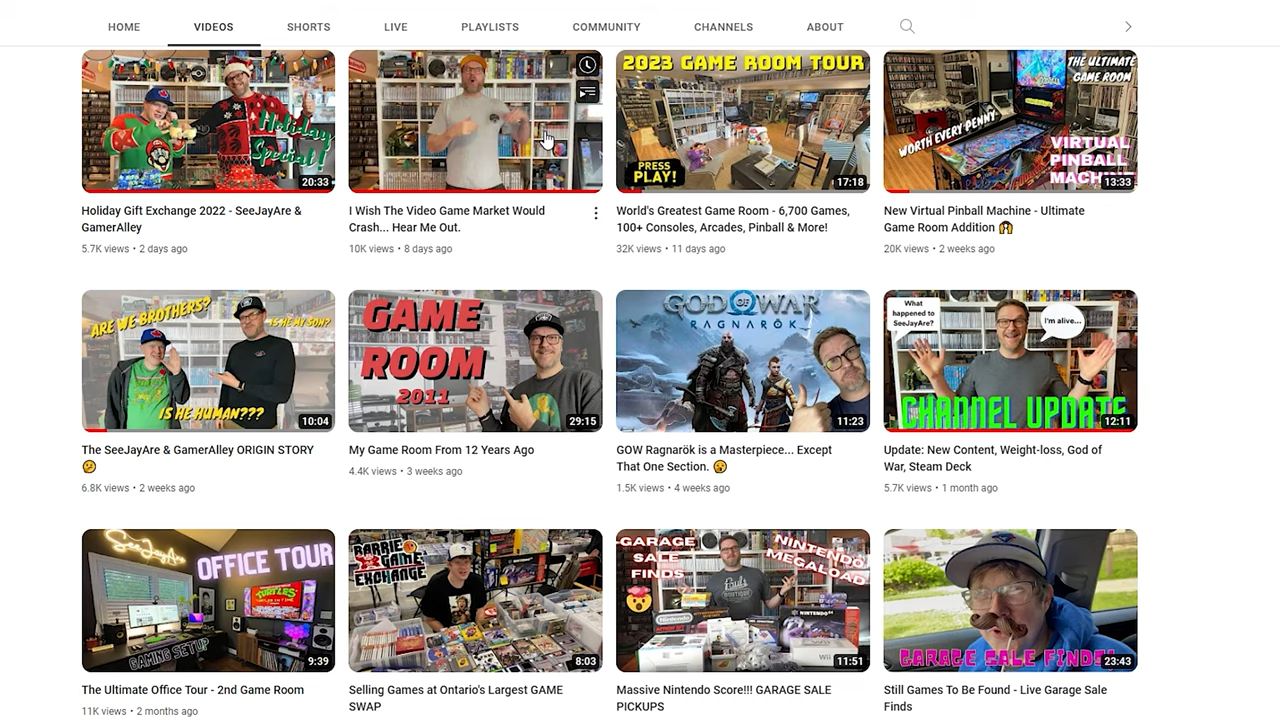 HOME VIDEOS SHORTS LIVE PLAYLISTS COMMUNITY CHANNELS ABOUT
Holiday
Special!
20:33
2023 GAME ROOM TOUR
PRESS
PLAY!
17:18
THE ULTIMATE
GAME ROOM
WORTH EVERY PENNY
VIRTUAL
PINBALL
MACHINE
13:33
Holiday Gift Exchange 2022 - SeeJayAre &
GamerAlley
5.7K views • 2 days ago
I Wish The Video Game Market Would
Crash... Hear Me Out.
10K views • 8 days ago
World's Greatest Game Room - 6,700 Games,
100+ Consoles, Arcades, Pinball & More!
32K views • 11 days ago
New Virtual Pinball Machine - Ultimate
Game Room Addition
20K views • 2 weeks ago
ARE WE BROTHERS?
IS HE MY SON?
IS HE HUMAN???
10:04
GAME
ROOM
2011
29:15
GOD OF WAR
RAGNARÖK
11:23
What
happened to
SeeJayAre?
I'm alive...
CHANNEL UPDATE
12:11
The SeeJayAre & GamerAlley ORIGIN STORY
6.8K views • 2 weeks ago
My Game Room From 12 Years Ago
4.4K views • 3 weeks ago
GOW Ragnarök is a Masterpiece... Except
That One Section.
1.5K views • 4 weeks ago
Update: New Content, Weight-loss, God of
War, Steam Deck
5.7K views • 1 month ago
SeeJayAre
OFFICE TOUR
TURTLES
GAMING SETUP
9:39
BARRIE
GAME
EXCHANGE
8:03
GARAGE
SALE
FINDS
NINTENDO
MEGALOAD
Nintendo
NINTENDO 64
Wii
11:51
GARAGE SALE FINDS!
23:43
The Ultimate Office Tour - 2nd Game Room
11K views • 2 months ago
Selling Games at Ontario's Largest GAME
SWAP
Massive Nintendo Score!!! GARAGE SALE
PICKUPS
Still Games To Be Found - Live Garage Sale
Finds